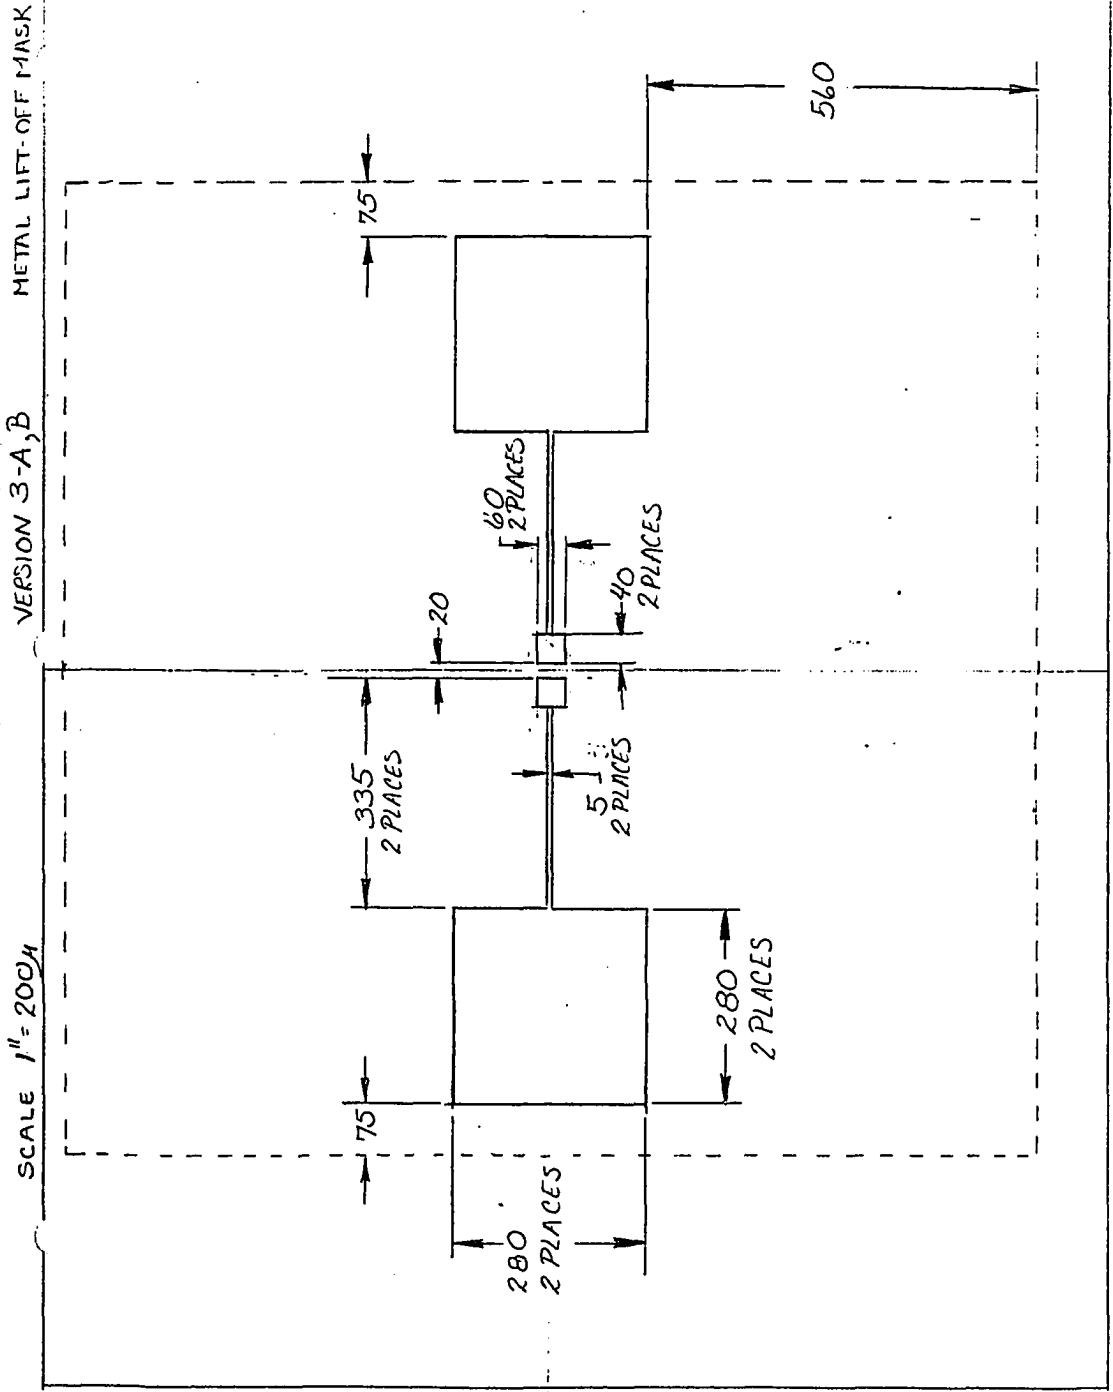 SCALE 1"=200μ
VERSION 3-A,B
METAL LIFT-OFF MASK
75
335
2 PLACES
20
75
280
2 PLACES
60
2 PLACES
5
2 PLACES
40
2 PLACES
280
2 PLACES
560